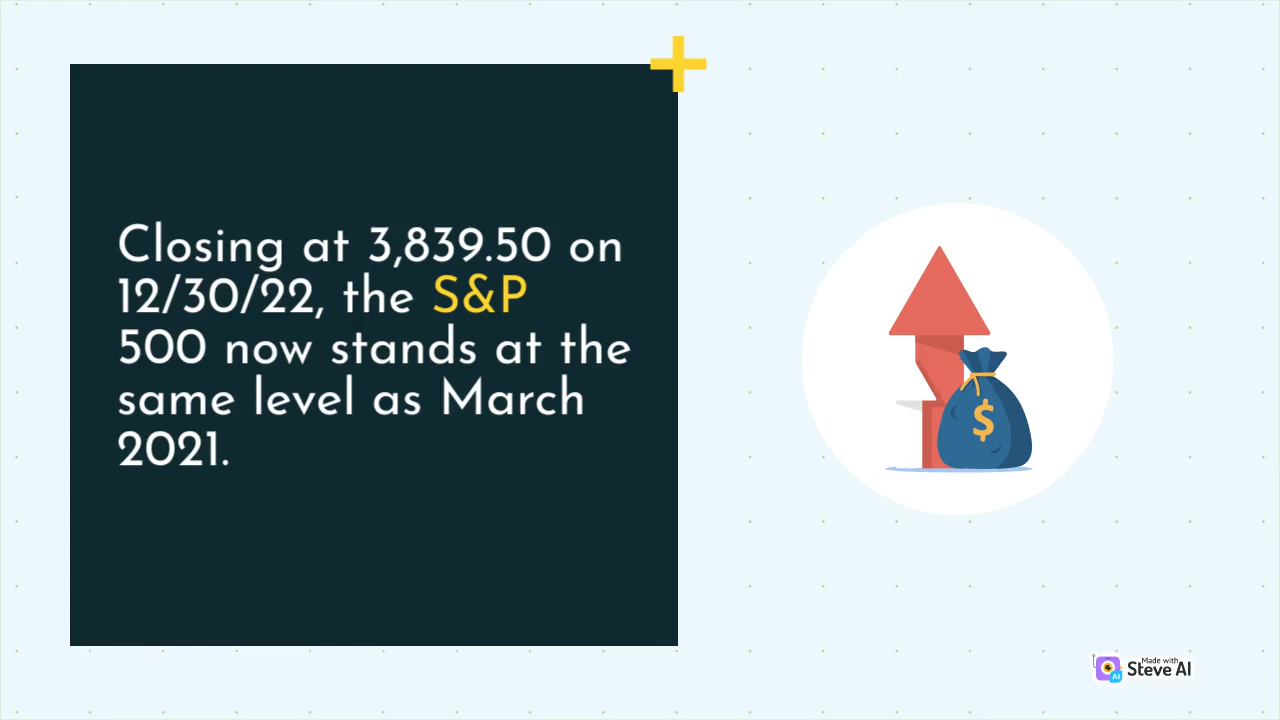 Closing at 3,839.50 on
12/30/22, the S&P
500 now stands at the
same level as March
2021.
$
Made with
AI Steve AI